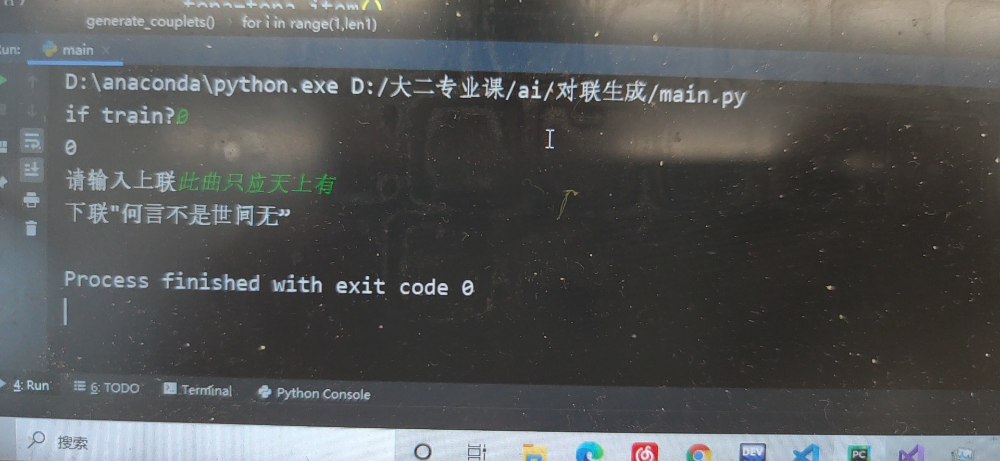 generate_couplets() › for i in range(1,len1)
un: main ×
D:\anaconda\python.exe D:/大二专业课/ai/对联生成/main.py
if train?0
0
请输入上联此曲只应天上有
下联"何言不是世间无”
Process finished with exit code 0
4: Run 6: TODO Terminal Python Console
搜索
DEV PC